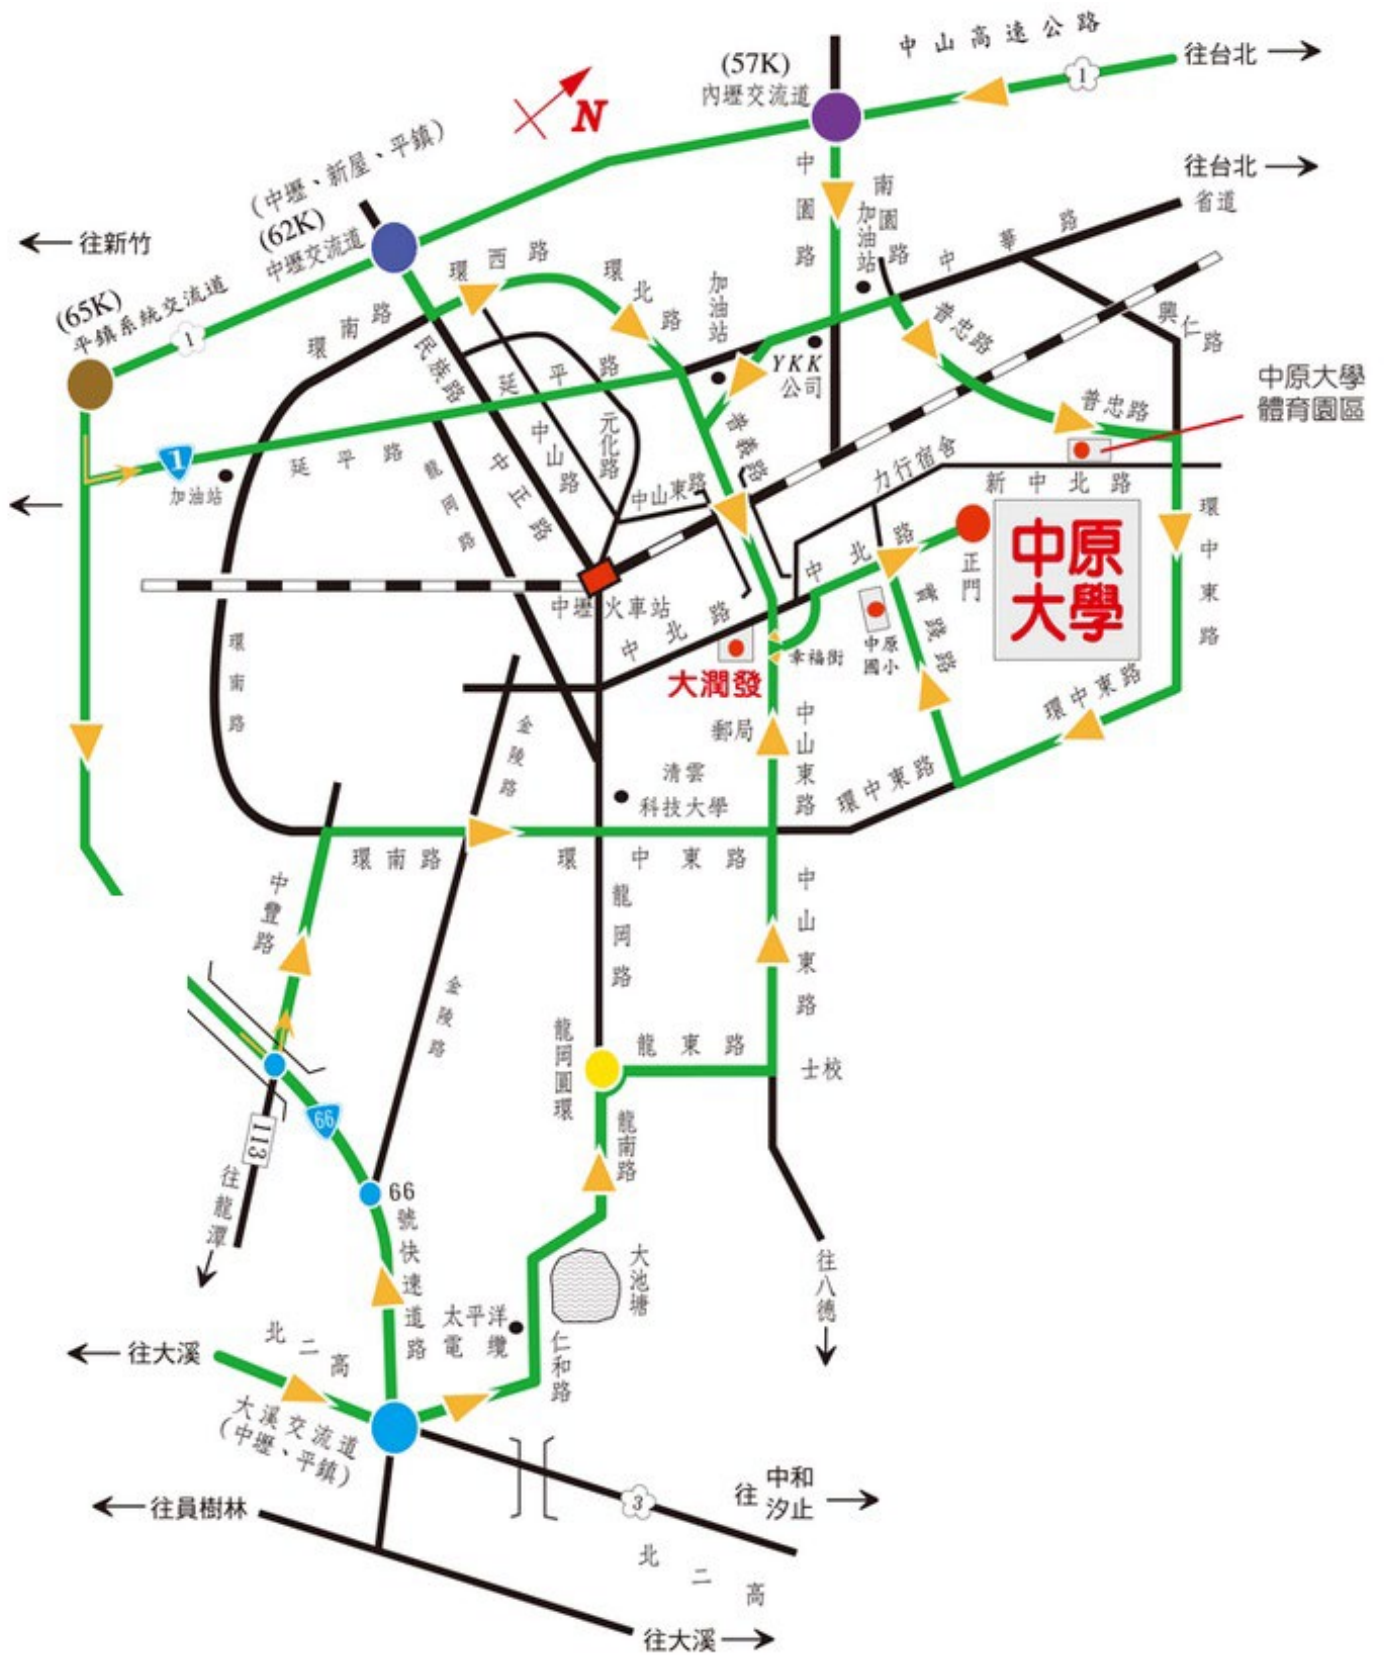 中山高速公路
往台北
(57K)
內壢交流道
1
N
往台北
省道
(中壢、新屋、平鎮)
(62K)
中壢交流道
往新竹
(65K)
平鎮系統交流道
1
環南路
環西路
環北路
加油站
中園路
南園路
加油站
中華路
興仁路
普忠路
普忠路
YKK
公司
中原大學
體育園區
民族路
延平路
元化路
中山路
中正路
普義路
中山東路
力行宿舍
新中北路
1
加油站
延平路
龍岡路
中北路
正門
中原
大學
環中東路
中壢火車站
中北路
大潤發
幸福街
中原
國小
實踐路
環南路
金陵路
郵局
中山東路
環中東路
環中東路
清雲
科技大學
環南路
環中東路
中豐路
龍岡路
中山東路
金陵路
龍岡圓環
龍東路
士校
66
113
往龍潭
龍南路
66號快速道路
大池塘
往八德
太平洋
電纜
仁和路
往大溪
北二高
大溪交流道
(中壢、平鎮)
往員樹林
3
往
中和
汐止
北二高
往大溪